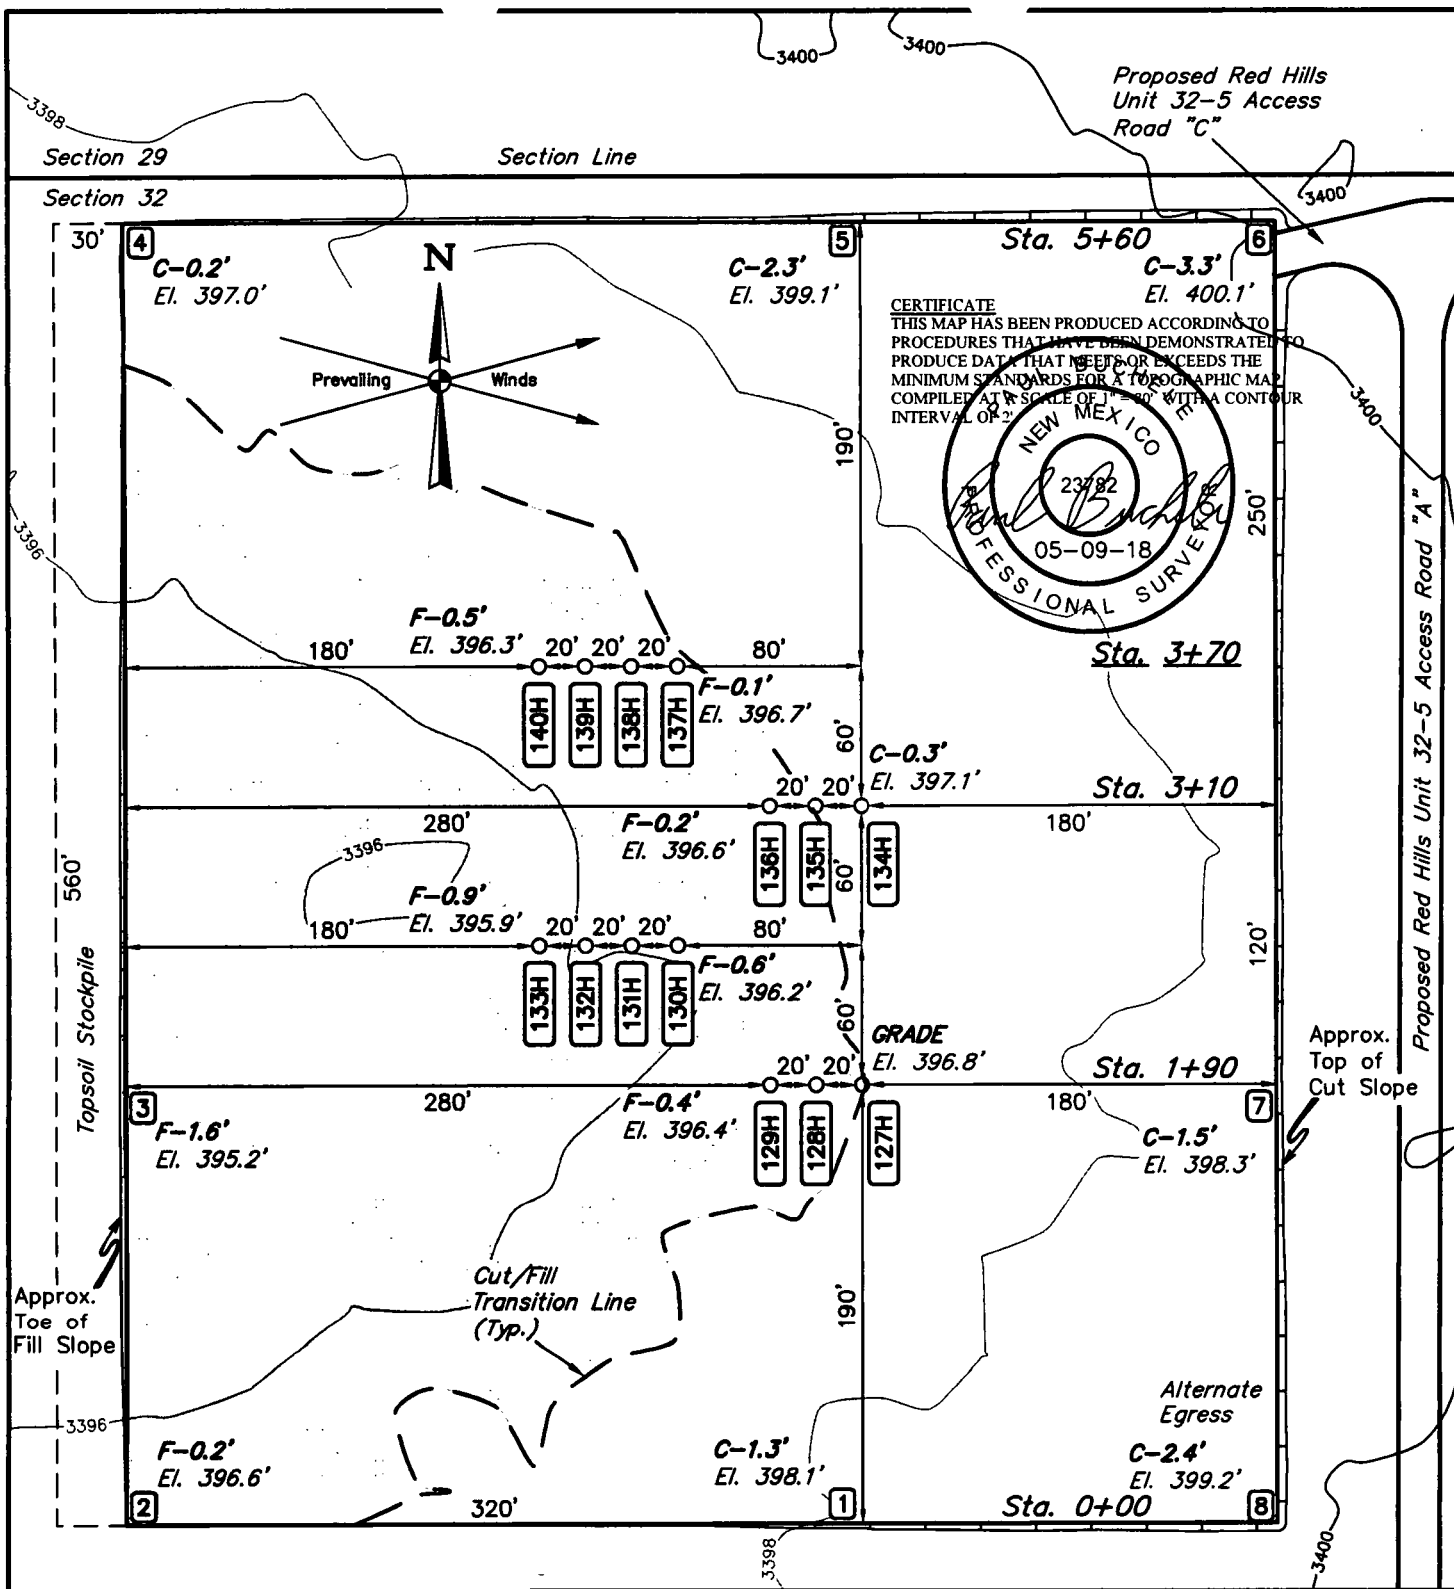 3400
3400
Proposed Red Hills
Unit 32-5 Access
Road "C"
3398
Section 29
Section Line
3400
Section 32
30'
4
5
Sta. 5+60
6
C-0.2'
El. 397.0'
N
C-2.3'
El. 399.1'
C-3.3'
El. 400.1'
CERTIFICATE
THIS MAP HAS BEEN PRODUCED ACCORDING TO
PROCEDURES THAT HAVE BEEN DEMONSTRATED TO
PRODUCE DATA THAT MEETS OR EXCEEDS THE
MINIMUM STANDARDS FOR A TOPOGRAPHIC MAP
COMPILED AT A SCALE OF 1" = 80' WITH A CONTOUR
INTERVAL OF 2'
Prevailing Winds
3400
PAUL BUCHELE
NEW MEXICO
23782
05-09-18
PROFESSIONAL SURVEYOR
190'
250'
3396
Proposed Red Hills Unit 32-5 Access Road "A"
F-0.5'
El. 396.3'
180'
20' 20' 20'
80'
Sta. 3+70
140H
139H
138H
137H
F-0.1'
El. 396.7'
60'
C-0.3'
El. 397.1'
280'
F-0.2'
El. 396.6'
20' 20'
Sta. 3+10
180'
136H
135H
134H
60'
3396
560'
F-0.9'
El. 395.9'
180'
20' 20' 20'
80'
120'
133H
132H
131H
130H
F-0.6'
El. 396.2'
60'
Topsoil Stockpile
GRADE
El. 396.8'
Approx.
Top of
Cut Slope
20' 20'
Sta. 1+90
280'
180'
3
7
F-0.4'
El. 396.4'
129H
128H
127H
F-1.6'
El. 395.2'
C-1.5'
El. 398.3'
Cut/Fill
Transition Line
(Typ.)
190'
Approx.
Toe of
Fill Slope
3396
Alternate
Egress
F-0.2'
El. 396.6'
C-1.3'
El. 398.1'
C-2.4'
El. 399.2'
2
320'
1
Sta. 0+00
8
3398
3400